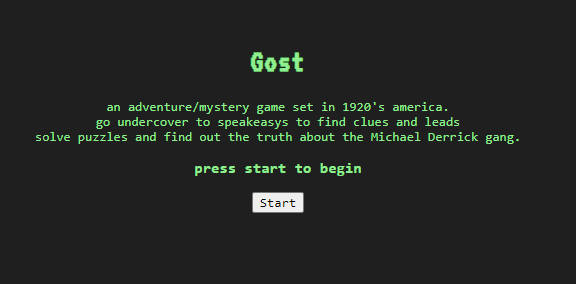 Gost
an adventure/mystery game set in 1920's america.
go undercover to speakeasys to find clues and leads
solve puzzles and find out the truth about the Michael Derrick gang.
press start to begin
Start